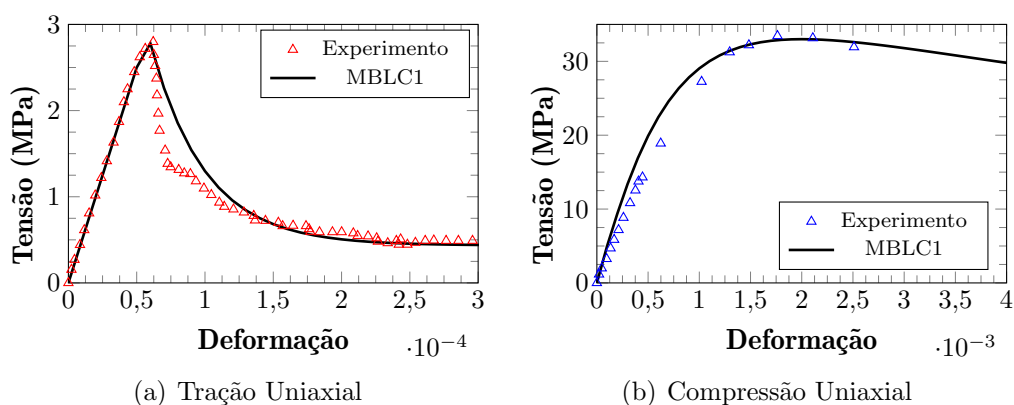 Tensão (MPa)
3
2
1
0
Experimento
MBLC1
0 0,5 1 1,5 2 2,5 3
Deformação
·10⁻⁴
(a) Tração Uniaxial
Tensão (MPa)
30
20
10
0
Experimento
MBLC1
0 0,5 1 1,5 2 2,5 3 3,5 4
Deformação
·10⁻³
(b) Compressão Uniaxial